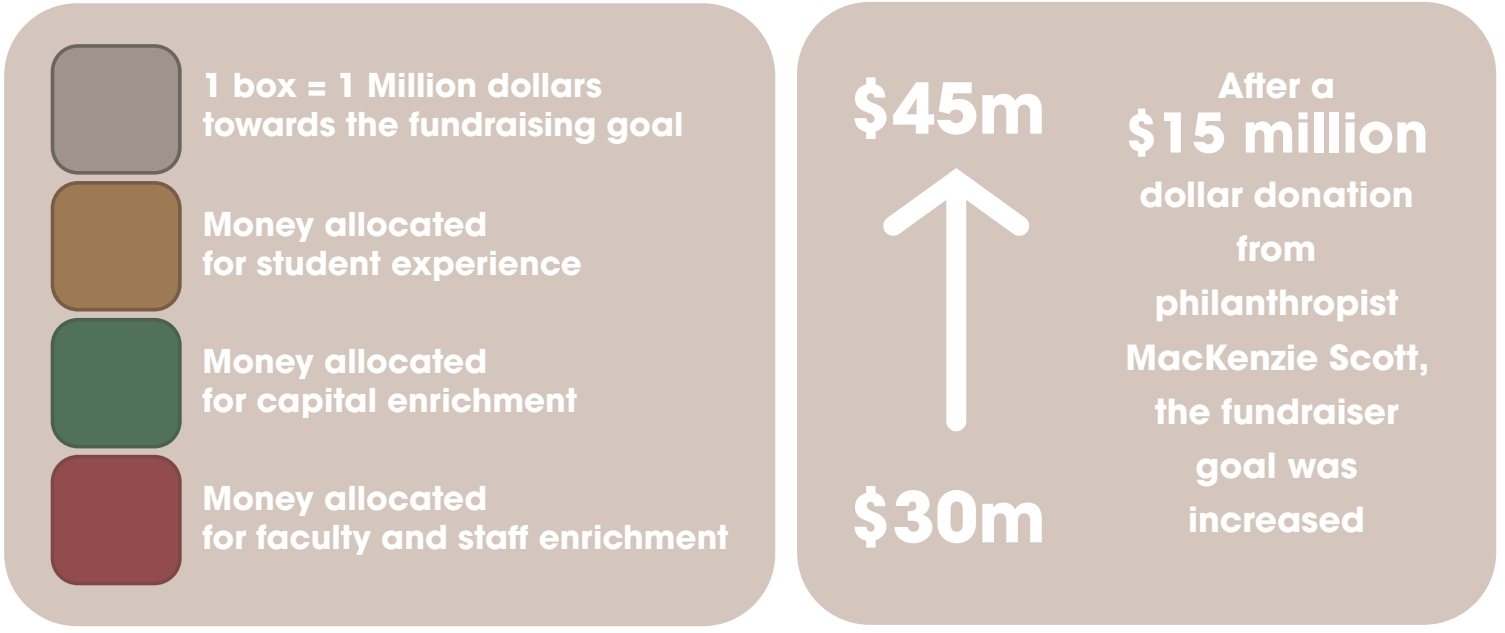 1 box = 1 Million dollars
towards the fundraising goal
Money allocated
for student experience
Money allocated
for capital enrichment
Money allocated
for faculty and staff enrichment
$45m
$30m
After a
$15 million
dollar donation
from
philanthropist
MacKenzie Scott,
the fundraiser
goal was
increased